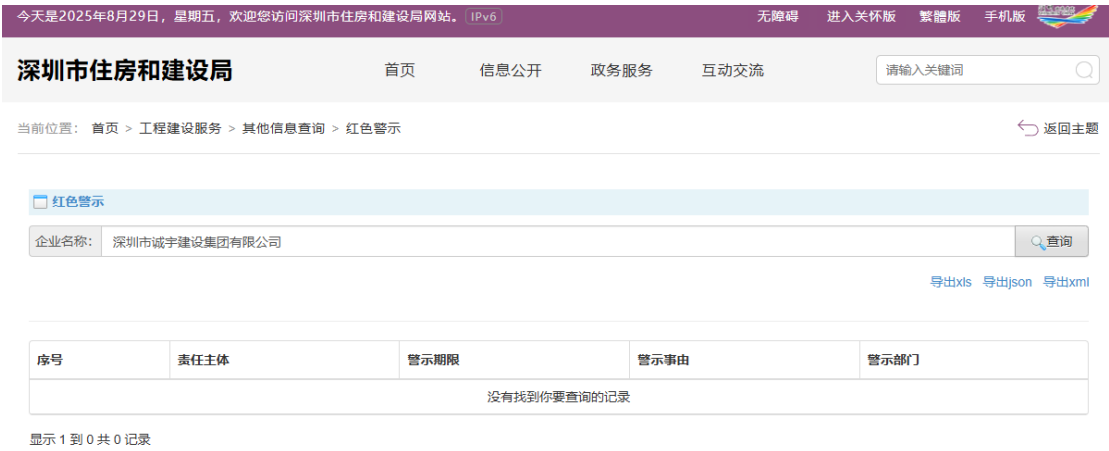 今天是2025年8月29日，星期五，欢迎您访问深圳市住房和建设局网站。 IPv6 无障碍 进入关怀版 繁體版 手机版
深圳市住房和建设局 首页 信息公开 政务服务 互动交流 请输入关键词
当前位置： 首页 > 工程建设服务 > 其他信息查询 > 红色警示 返回主题
红色警示
企业名称： 深圳市诚宇建设集团有限公司 查询
导出xls 导出json 导出xml
序号 责任主体 警示期限 警示事由 警示部门
没有找到你要查询的记录
显示 1 到 0 共 0 记录